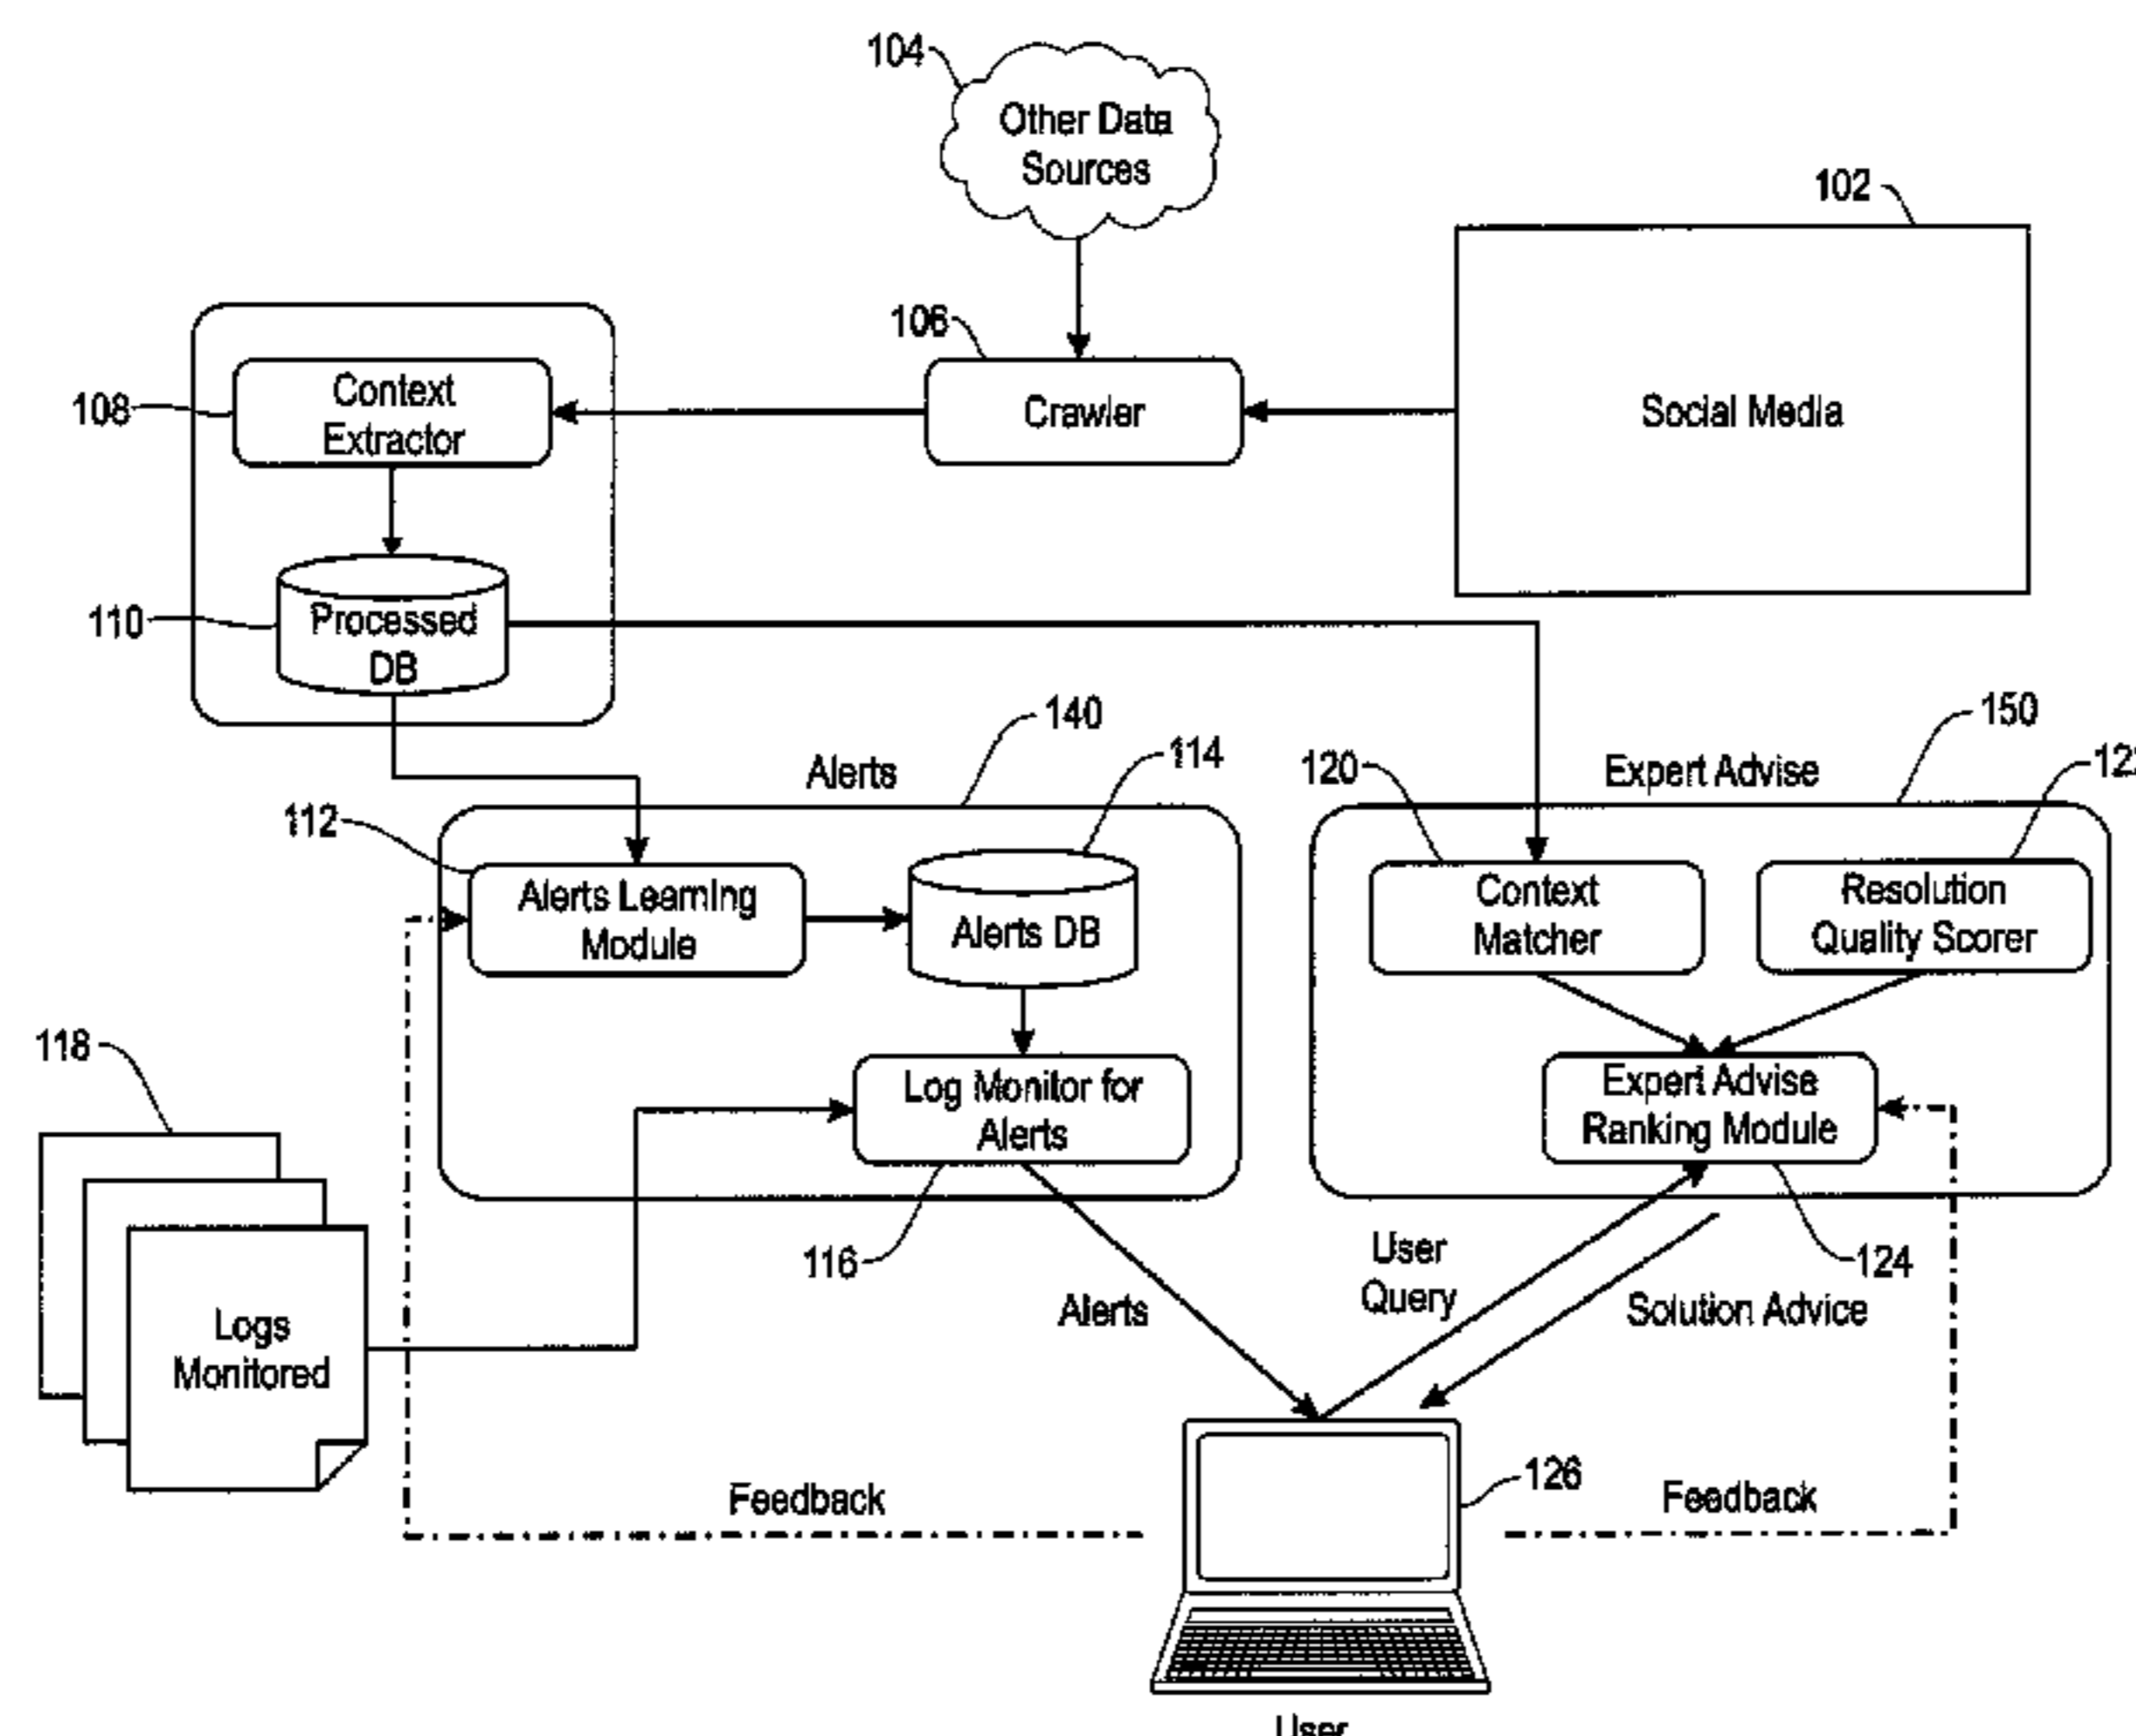 104
Other Data
Sources
102
106
108
Context
Extractor
Crawler
Social Media
110
Processed
DB
140
150
Alerts
114
120
Expert Advise
112
Alerts Learning
Module
Alerts DB
Context
Matcher
Resolution
Quality Scorer
118
Log Monitor for
Alerts
Expert Advise
Ranking Module
116
User
Query
124
Alerts
Solution Advice
Logs
Monitored
126
Feedback
Feedback
User